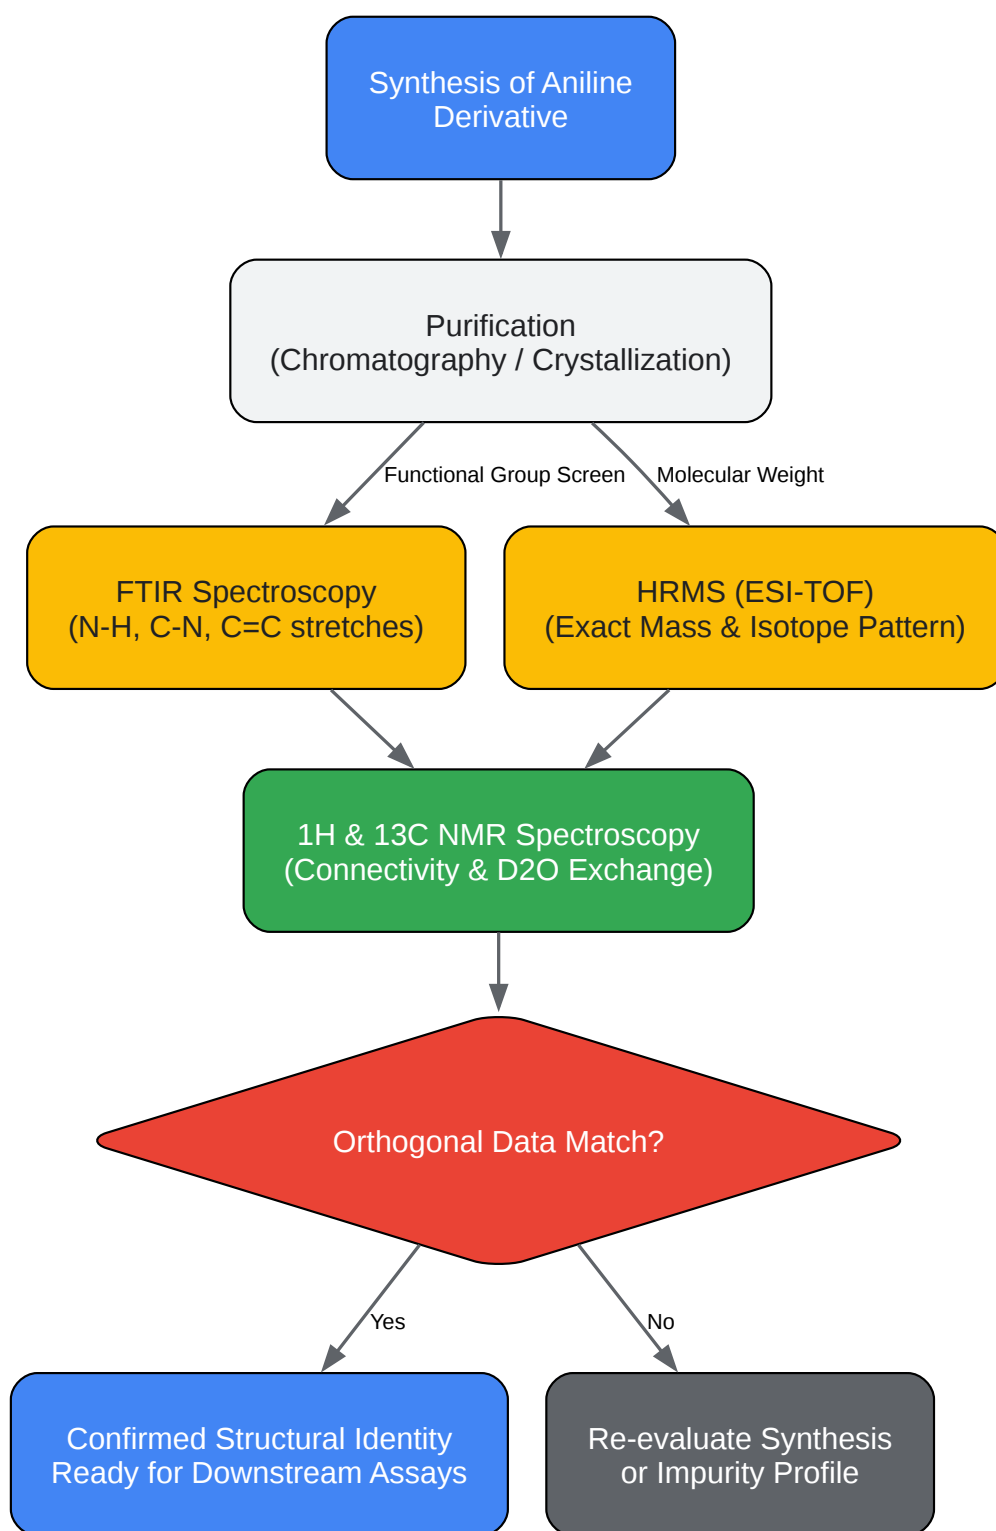 Synthesis of Aniline
Derivative
Purification
(Chromatography / Crystallization)
Functional Group Screen
Molecular Weight
FTIR Spectroscopy
(N-H, C-N, C=C stretches)
HRMS (ESI-TOF)
(Exact Mass & Isotope Pattern)
1H & 13C NMR Spectroscopy
(Connectivity & D2O Exchange)
Orthogonal Data Match?
Yes
No
Confirmed Structural Identity
Ready for Downstream Assays
Re-evaluate Synthesis
or Impurity Profile